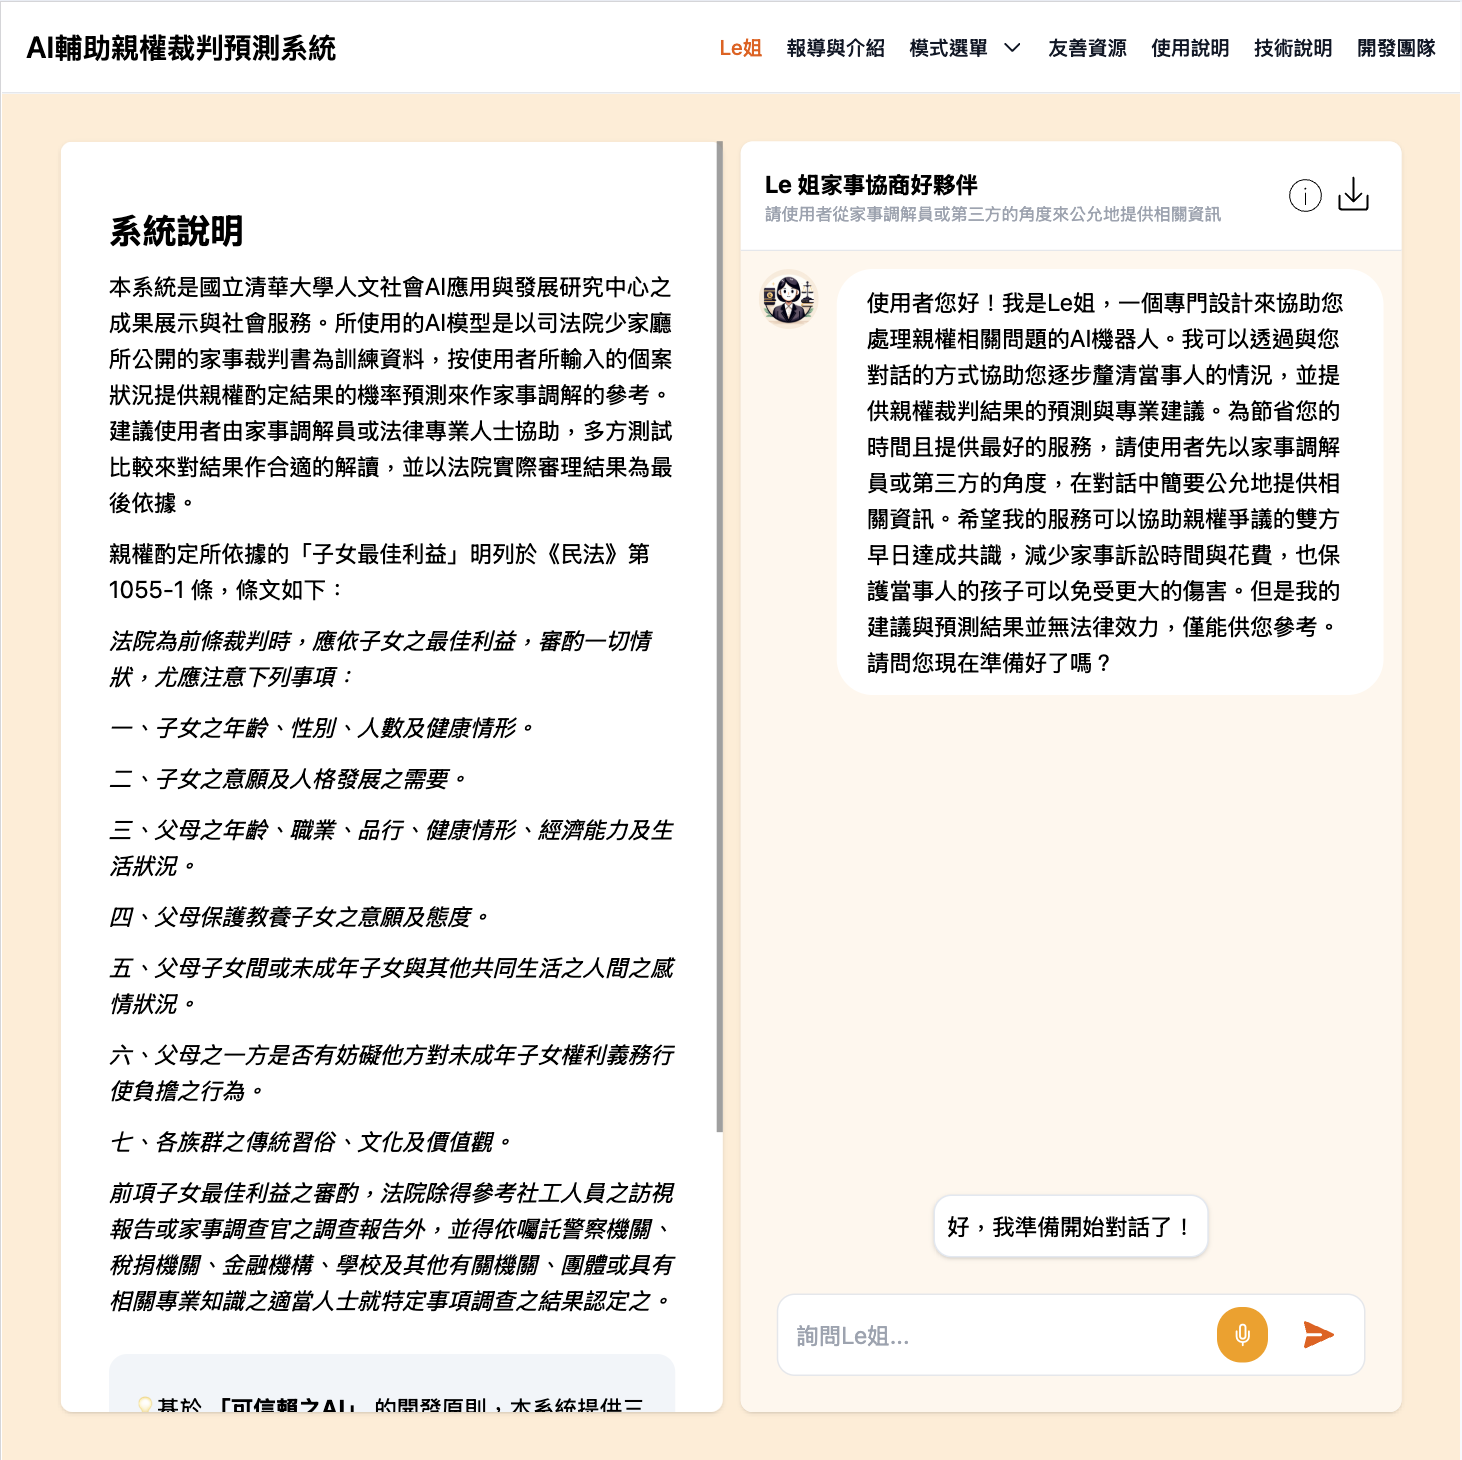 AI輔助親權裁判預測系統
Le姐 報導與介紹 模式選單 友善資源 使用說明 技術說明 開發團隊
系統說明
本系統是國立清華大學人文社會AI應用與發展研究中心之
成果展示與社會服務。所使用的AI模型是以司法院少家廳
所公開的家事裁判書為訓練資料，按使用者所輸入的個案
狀況提供親權酌定結果的機率預測來作家事調解的參考。
建議使用者由家事調解員或法律專業人士協助，多方測試
比較來對結果作合適的解讀，並以法院實際審理結果為最
後依據。
親權酌定所依據的「子女最佳利益」明列於《民法》第
1055-1 條，條文如下：
法院為前條裁判時，應依子女之最佳利益，審酌一切情
狀，尤應注意下列事項：
一、子女之年齡、性別、人數及健康情形。
二、子女之意願及人格發展之需要。
三、父母之年齡、職業、品行、健康情形、經濟能力及生
活狀況。
四、父母保護教養子女之意願及態度。
五、父母子女間或未成年子女與其他共同生活之人間之感
情狀況。
六、父母之一方是否有妨礙他方對未成年子女權利義務行
使負擔之行為。
七、各族群之傳統習俗、文化及價值觀。
前項子女最佳利益之審酌，法院除得參考社工人員之訪視
報告或家事調查官之調查報告外，並得依囑託警察機關、
稅捐機關、金融機構、學校及其他有關機關、團體或具有
相關專業知識之適當人士就特定事項調查之結果認定之。
基於 「可信賴之AI」 的開發原則，本系統提供三
Le 姐家事協商好夥伴
請使用者從家事調解員或第三方的角度來公允地提供相關資訊
使用者您好！我是Le姐，一個專門設計來協助您
處理親權相關問題的AI機器人。我可以透過與您
對話的方式協助您逐步釐清當事人的情況，並提
供親權裁判結果的預測與專業建議。為節省您的
時間且提供最好的服務，請使用者先以家事調解
員或第三方的角度，在對話中簡要公允地提供相
關資訊。希望我的服務可以協助親權爭議的雙方
早日達成共識，減少家事訴訟時間與花費，也保
護當事人的孩子可以免受更大的傷害。但是我的
建議與預測結果並無法律效力，僅能供您參考。
請問您現在準備好了嗎？
好，我準備開始對話了！
詢問Le姐...